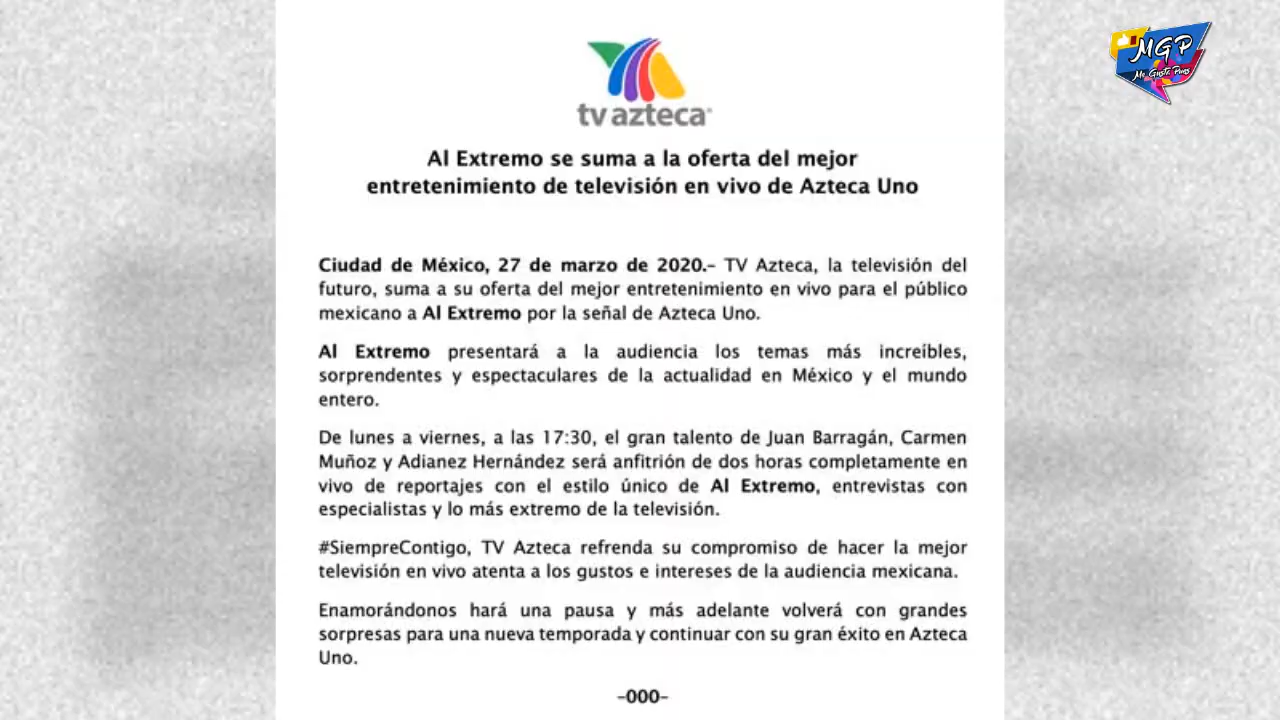 MGP
Me Gusta Pues
tv azteca
Al Extremo se suma a la oferta del mejor
entretenimiento de televisión en vivo de Azteca Uno
Ciudad de México, 27 de marzo de 2020.- TV Azteca, la televisión del
futuro, suma a su oferta del mejor entretenimiento en vivo para el público
mexicano a Al Extremo por la señal de Azteca Uno.
Al Extremo presentará a la audiencia los temas más increíbles,
sorprendentes y espectaculares de la actualidad en México y el mundo
entero.
De lunes a viernes, a las 17:30, el gran talento de Juan Barragán, Carmen
Muñoz y Adianez Hernández será anfitrión de dos horas completamente en
vivo de reportajes con el estilo único de Al Extremo, entrevistas con
especialistas y lo más extremo de la televisión.
#SiempreContigo, TV Azteca refrenda su compromiso de hacer la mejor
televisión en vivo atenta a los gustos e intereses de la audiencia mexicana.
Enamorándonos hará una pausa y más adelante volverá con grandes
sorpresas para una nueva temporada y continuar con su gran éxito en Azteca
Uno.
-000-